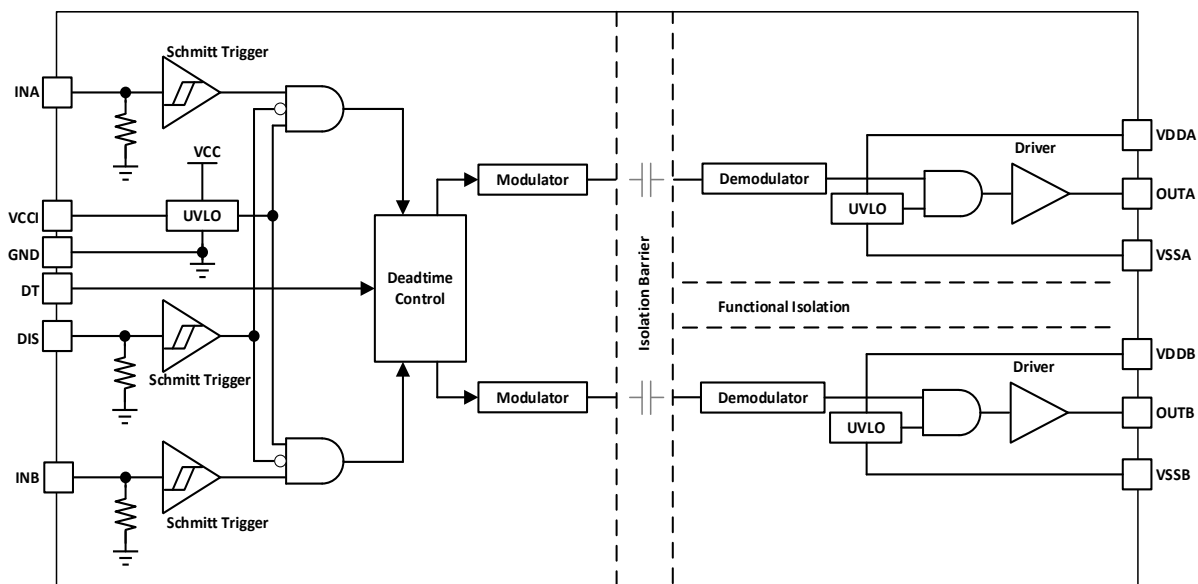 Schmitt Trigger
INA
VCC
VCCI
UVLO
GND
DT
DIS
Schmitt Trigger
INB
Schmitt Trigger
Deadtime
Control
Modulator
Modulator
Isolation Barrier
Demodulator
UVLO
Driver
VDDA
OUTA
VSSA
Functional Isolation
Demodulator
UVLO
Driver
VDDB
OUTB
VSSB